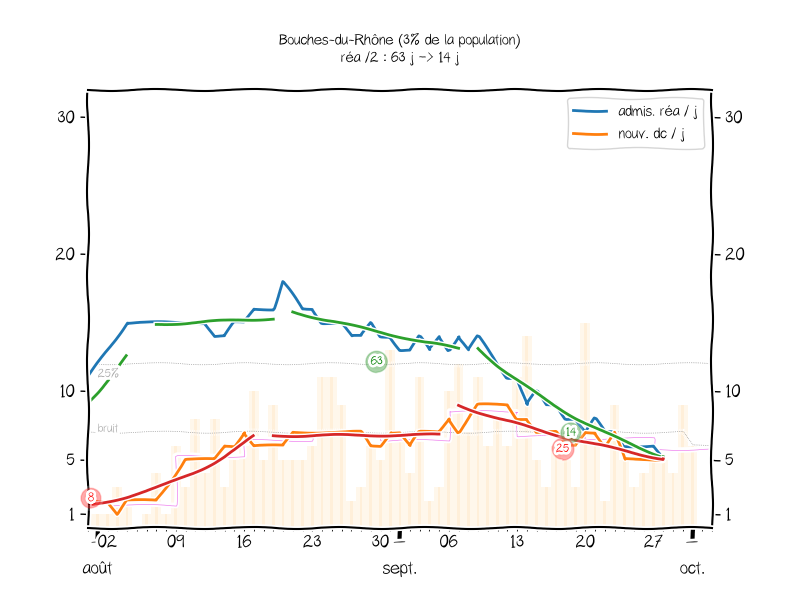 Bouches-du-Rhône (3% de la population)
réa /2 : 63 j -> 14 j
admis. réa / j
nouv. dc / j
30
30
20
20
63
25%
10
10
bruit
14
25
5
5
8
1
1
02 09 16 23 30 06 13 20 27
août sept. oct.